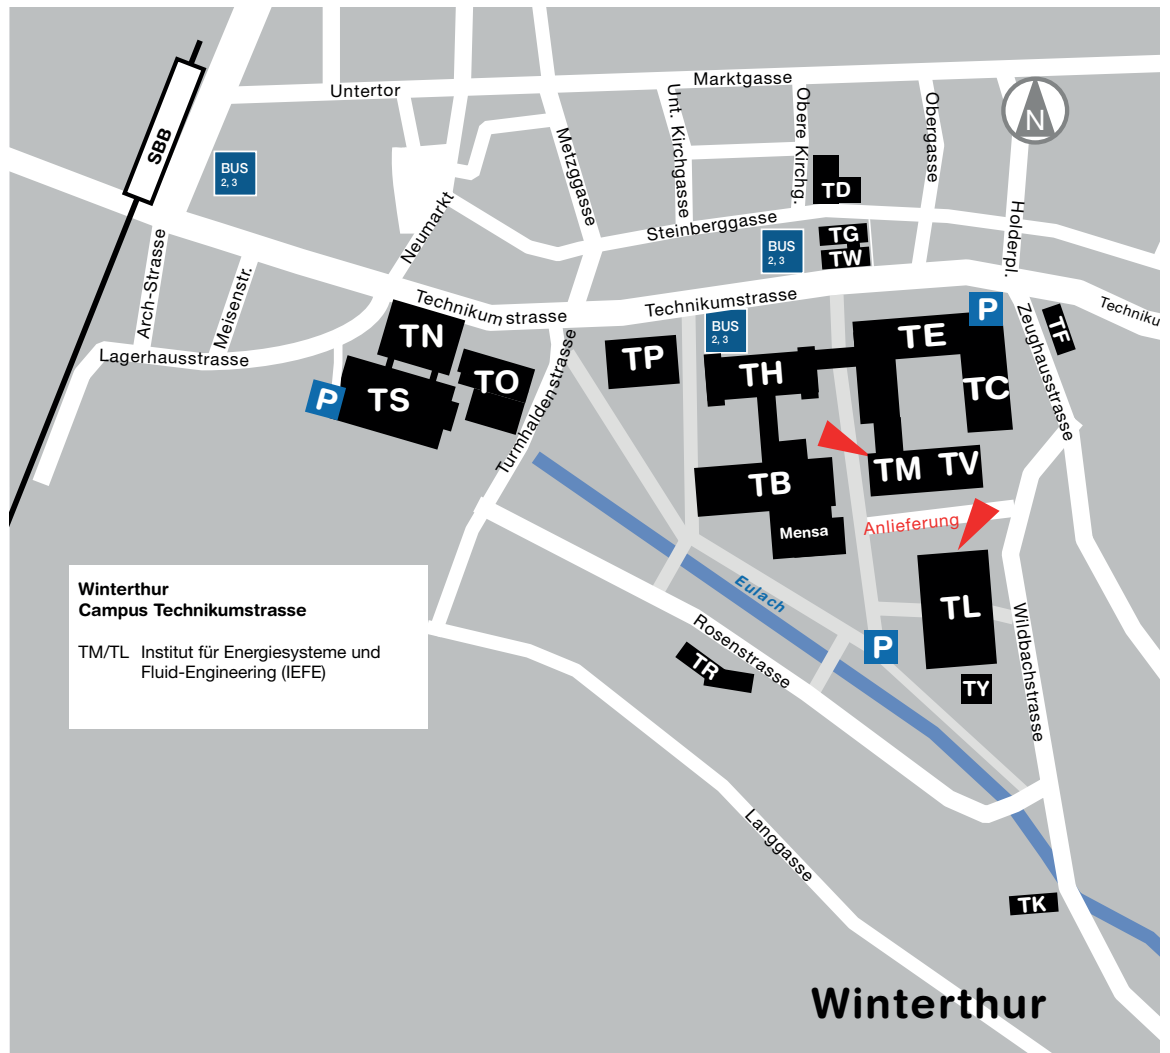 Marktgasse
Untertor
Unt. Kirchgasse
Obere Kirchg.
Obergasse
N
SBB
Metzggasse
BUS
2, 3
TD
Neumarkt
Steinberggasse
Holderpl.
TG
TW
BUS
2, 3
Arch-Strasse
Meisenstr.
Technikumstrasse
Technikumstrasse
Techniku
P
Zeughausstrasse
TF
BUS
2, 3
TN
TE
Lagerhausstrasse
TP
TH
TO
TC
TS
P
Turmhaldenstrasse
TM TV
TB
Anlieferung
Mensa
Eulach
TL
Wildbachstrasse
Winterthur
Campus Technikumstrasse
TM/TL Institut für Energiesysteme und
Fluid-Engineering (IEFE)
Rosenstrasse
P
TR
TY
Langgasse
TK
Winterthur